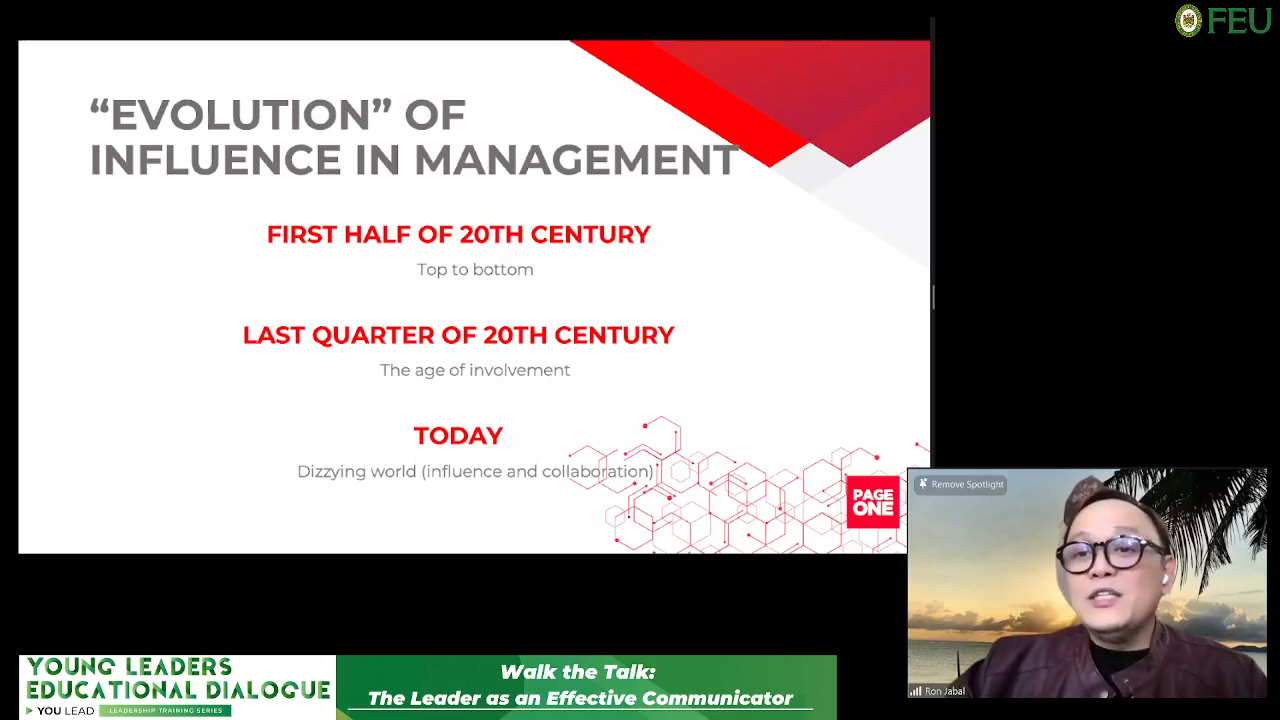 FEU
“EVOLUTION” OF
INFLUENCE IN MANAGEMENT
FIRST HALF OF 20TH CENTURY
Top to bottom
LAST QUARTER OF 20TH CENTURY
The age of involvement
TODAY
Dizzying world (influence and collaboration)
PAGE
ONE
Remove Spotlight
Ron Jabal
YOUNG LEADERS
EDUCATIONAL DIALOGUE
YOU LEAD
LEADERSHIP TRAINING SERIES
Walk the Talk:
The Leader as an Effective Communicator